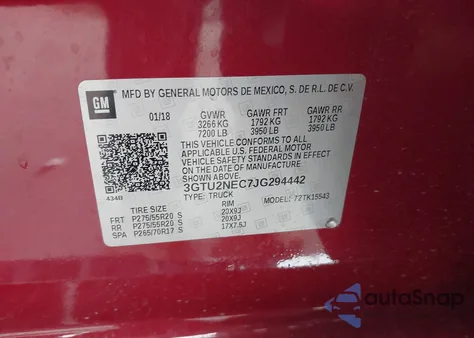 GM
MFD BY GENERAL MOTORS DE MEXICO, S. DE R.L. DE C.V.
01/18 GVWR GAWR FRT GAWR RR
3266 KG 1792 KG 1792 KG
7200 LB 3950 LB 3950 LB
THIS VEHICLE CONFORMS TO ALL
APPLICABLE U.S. FEDERAL MOTOR
VEHICLE SAFETY STANDARDS IN EFFECT
ON THE DATE OF MANUFACTURE SHOWN ABOVE.
3GTU2NEC7JG294442
434B TYPE: TRUCK MODEL: 72TK15543
TIRE SIZE RIM
FRT P275/55R20 S 20X9J
RR P275/55R20 S 20X9J
SPA P265/70R17 S 17X7.5J
autoSnap